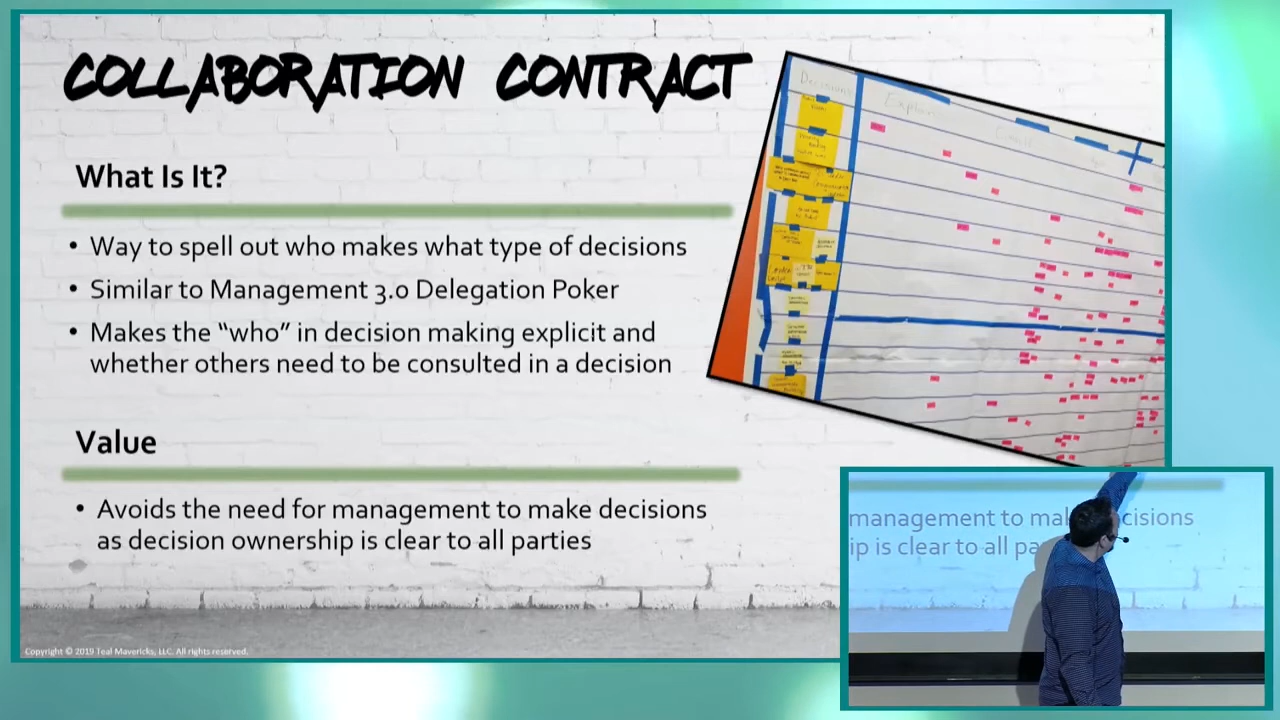 COLLABORATION CONTRACT
What Is It?
• Way to spell out who makes what type of decisions
• Similar to Management 3.0 Delegation Poker
• Makes the “who” in decision making explicit and
whether others need to be consulted in a decision
Value
• Avoids the need for management to make decisions
as decision ownership is clear to all parties
Copyright © 2019 Teal Mavericks, LLC. All rights reserved.
Decisions
management to
ip is clear to all